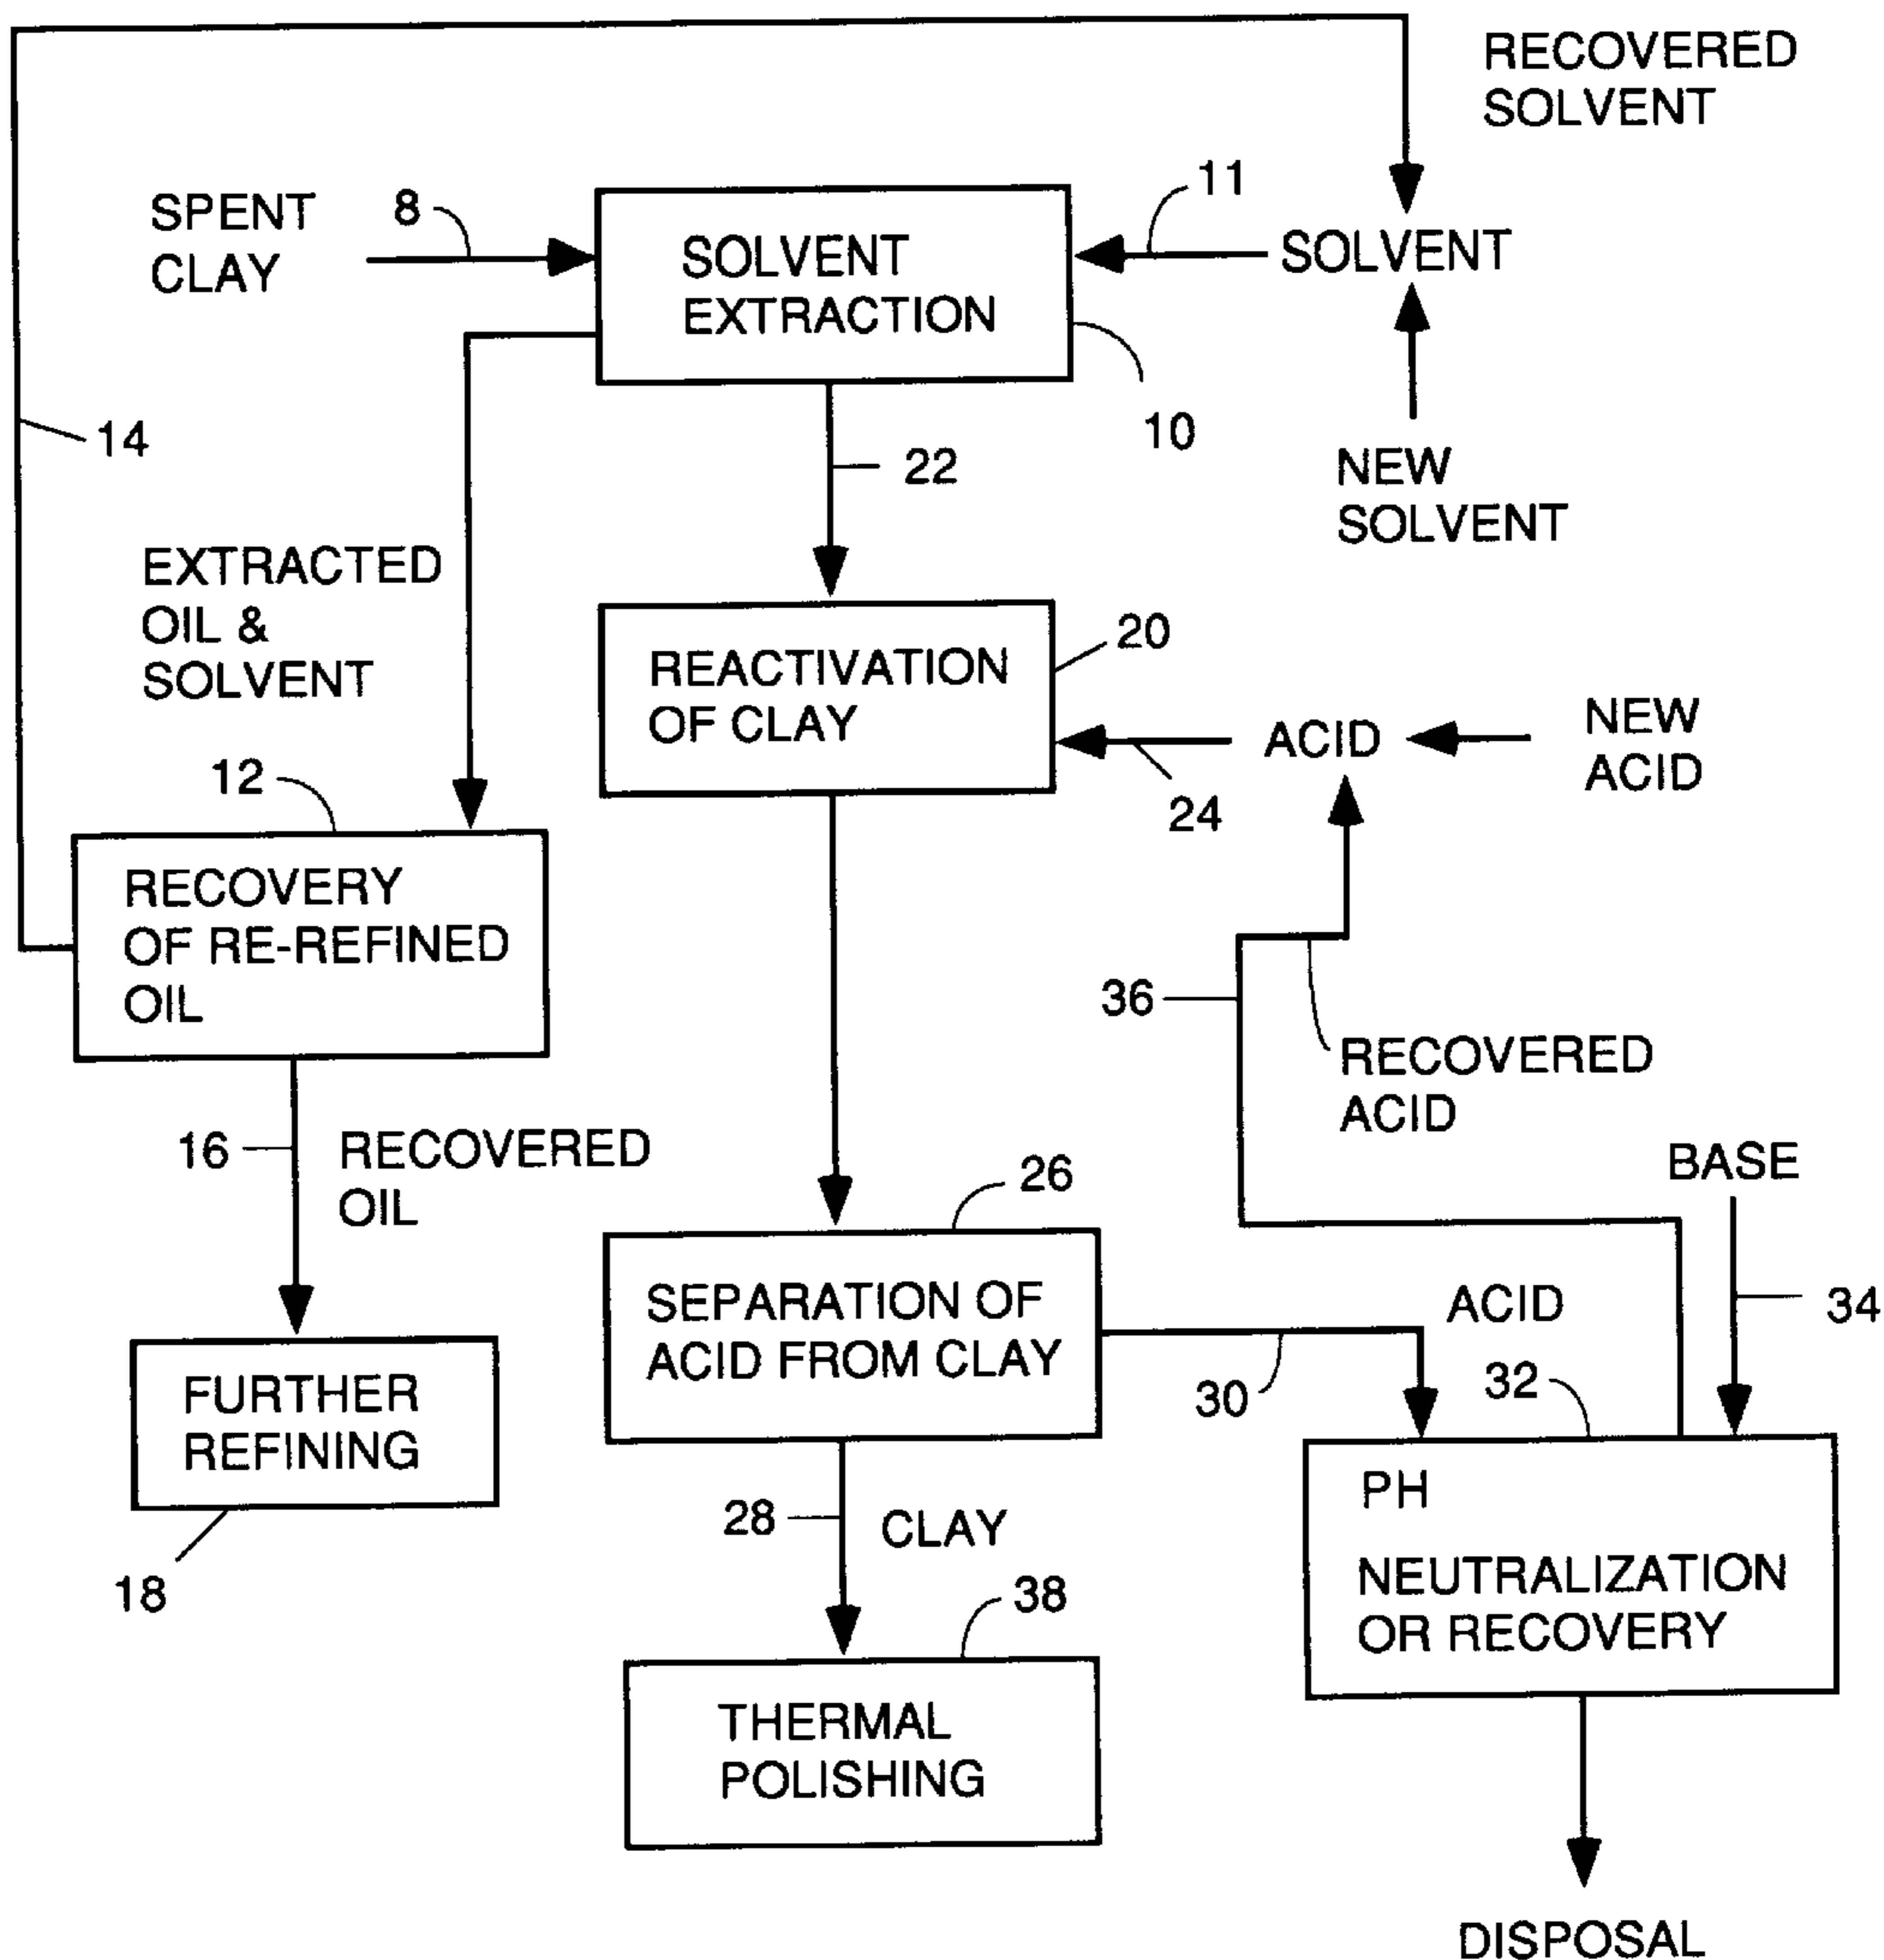 RECOVERED
SOLVENT
SPENT
CLAY
8
SOLVENT
EXTRACTION
11
SOLVENT
10
14
22
NEW
SOLVENT
EXTRACTED
OIL &
SOLVENT
REACTIVATION
OF CLAY
20
ACID
NEW
ACID
24
12
RECOVERY
OF RE-REFINED
OIL
36
RECOVERED
ACID
16
RECOVERED
OIL
26
BASE
SEPARATION OF
ACID FROM CLAY
ACID
34
30
32
FURTHER
REFINING
18
28
CLAY
PH
NEUTRALIZATION
OR RECOVERY
38
THERMAL
POLISHING
DISPOSAL